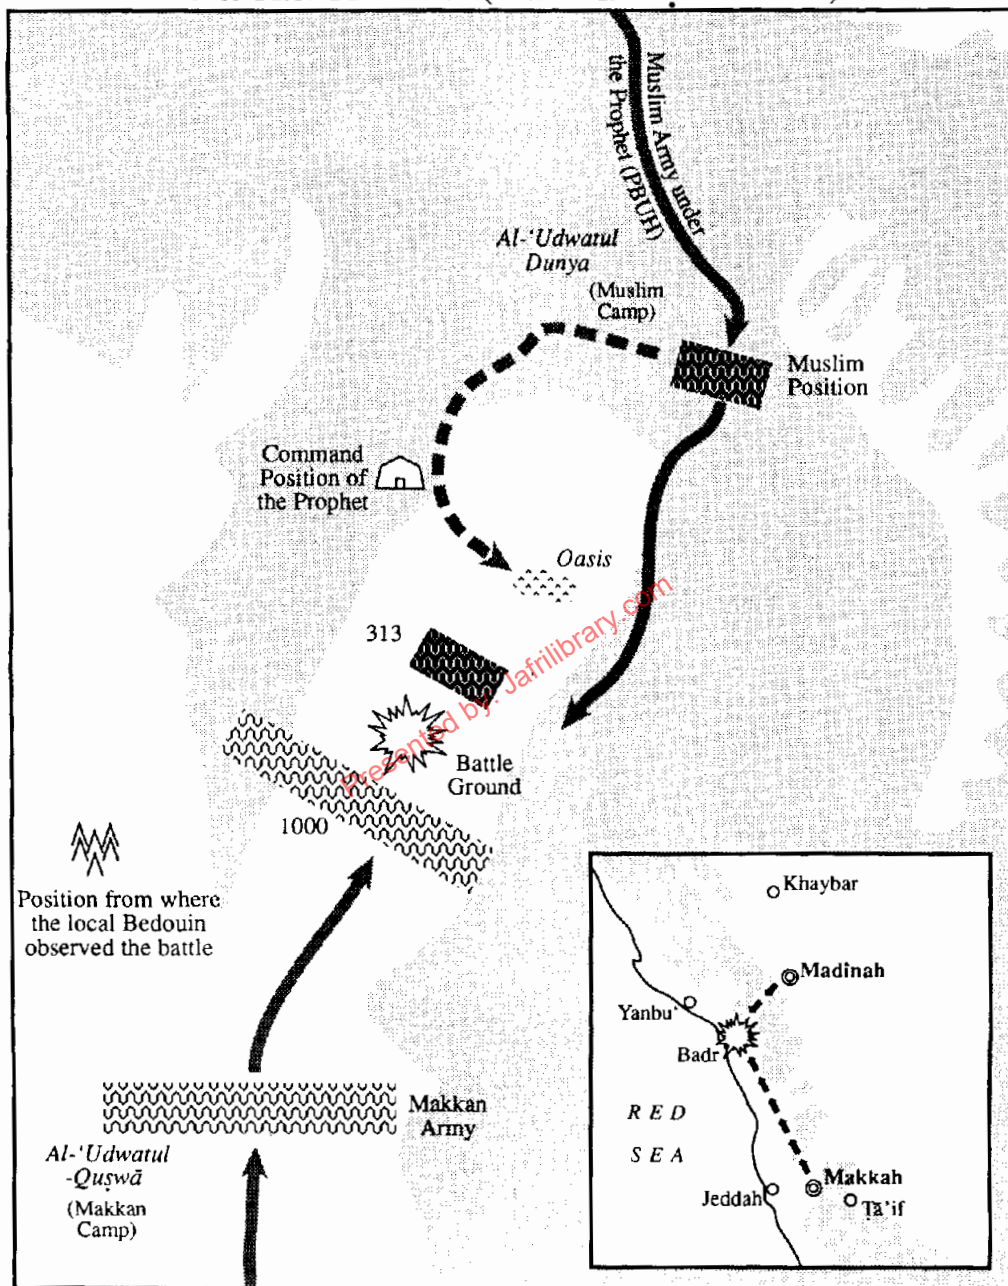 Muslim Army under
the Prophet (PBUH)
Al-‘Udwatul
Dunya
(Muslim
Camp)
Muslim
Position
Command
Position of
the Prophet
Oasis
313
Battle
Ground
1000
Presented by: Jafrilibrary.com
Position from where
the local Bedouin
observed the battle
Makkan
Army
Al-‘Udwatul
-Quṣwā
(Makkan
Camp)
Khaybar
Madînah
Yanbu‘
Badr
RED
SEA
Makkah
Jeddah
Ṭā’if